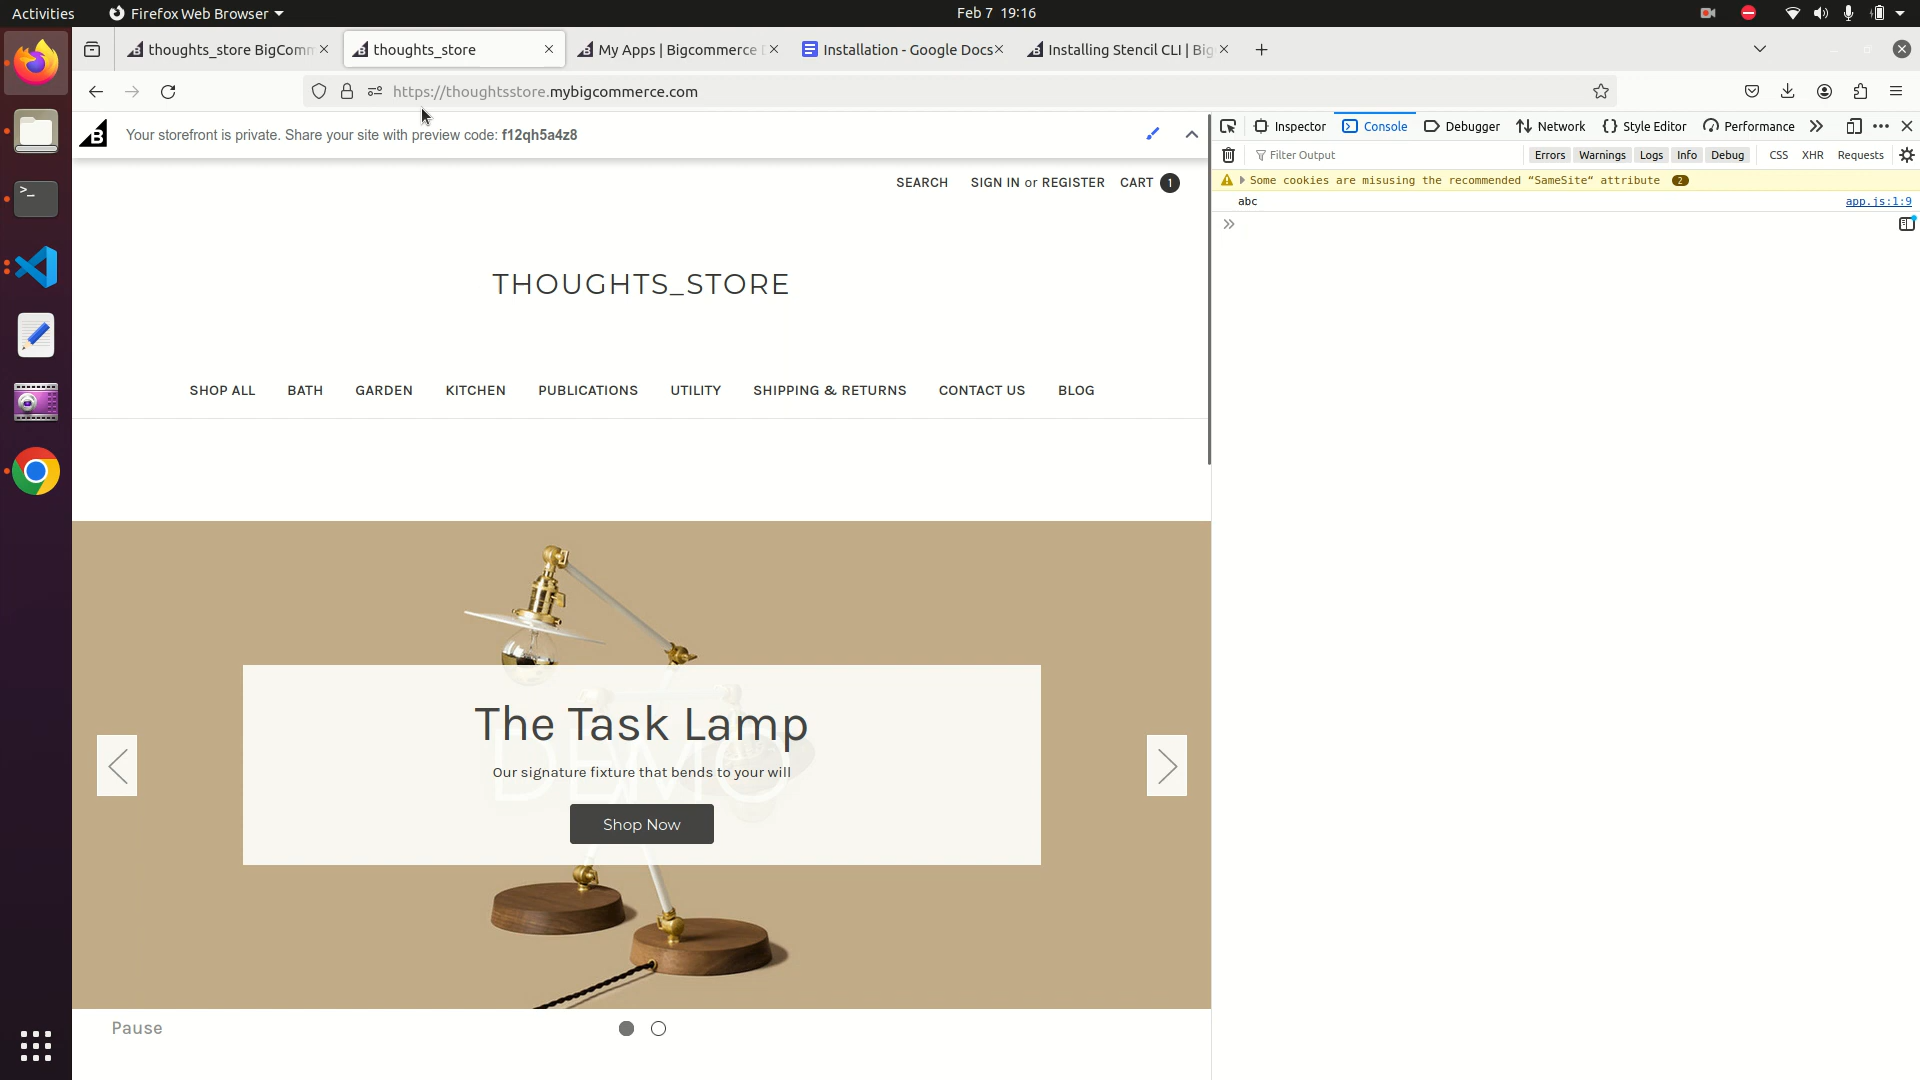 Activities
Firefox Web Browser
Feb 7 19:16
thoughts_store BigComm
thoughts_store
My Apps | Bigcommerce
Installation - Google Docs
Installing Stencil CLI | Big
https://thoughtsstore.mybigcommerce.com
B Your storefront is private. Share your site with preview code: f12qh5a4z8
Inspector
Console
Debugger
Network
Style Editor
Performance
Filter Output
Errors
Warnings
Logs
Info
Debug
CSS
XHR
Requests
Some cookies are misusing the recommended “SameSite“ attribute 2
abc
app.js:1:9
SEARCH
SIGN IN or REGISTER
CART 1
THOUGHTS_STORE
SHOP ALL
BATH
GARDEN
KITCHEN
PUBLICATIONS
UTILITY
SHIPPING & RETURNS
CONTACT US
BLOG
The Task Lamp
DEMO
Our signature fixture that bends to your will
Shop Now
Pause